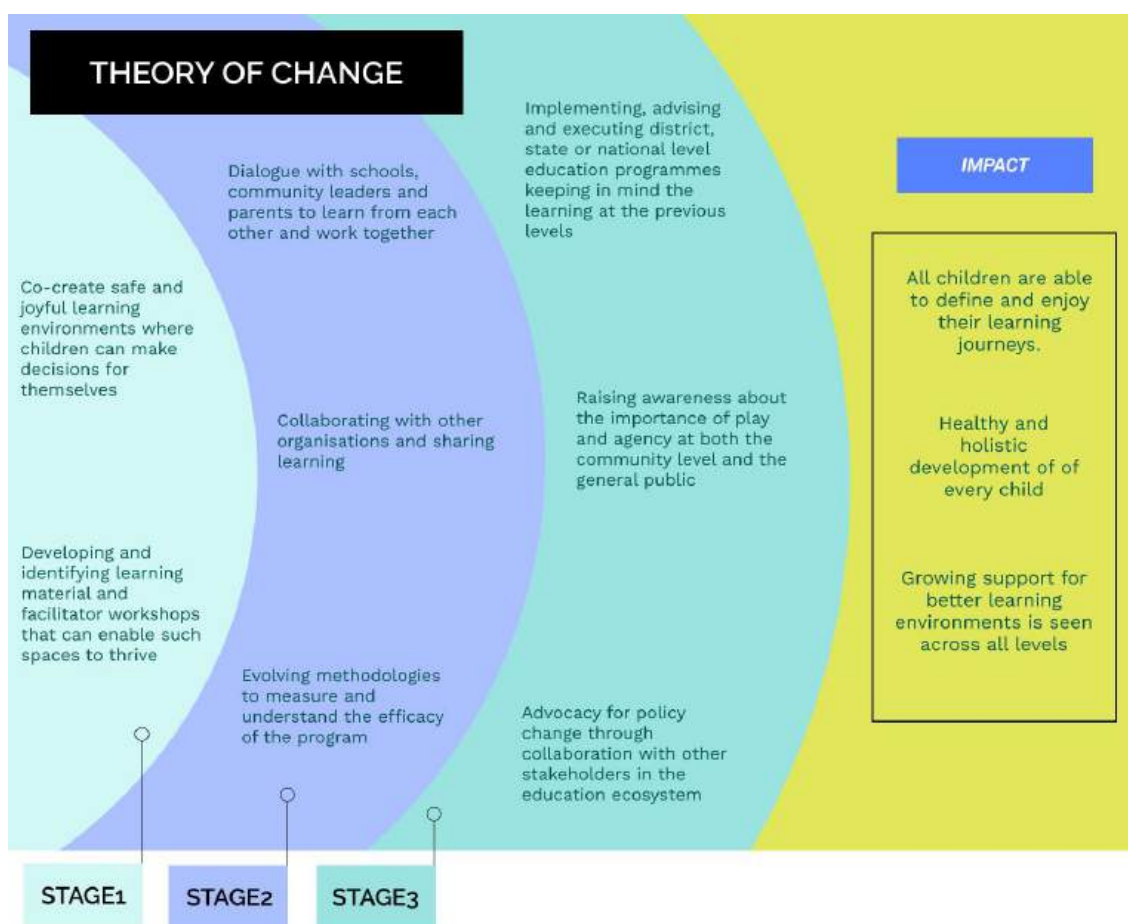 THEORY OF CHANGE
Co-create safe and
joyful learning
environments where
children can make
decisions for
themselves
Developing and
identifying learning
material and
facilitator workshops
that can enable such
spaces to thrive
Dialogue with schools,
community leaders and
parents to learn from each
other and work together
Collaborating with other
organisations and sharing
learning
Evolving methodologies
to measure and
understand the efficacy
of the program
Implementing, advising
and executing district,
state or national level
education programmes
keeping in mind the
learning at the previous
levels
Raising awareness about
the importance of play
and agency at both the
community level and the
general public
Advocacy for policy
change through
collaboration with other
stakeholders in the
education ecosystem
IMPACT
All children are able
to define and enjoy
their learning
journeys.
Healthy and
holistic
development of of
every child
Growing support for
better learning
environments is seen
across all levels
STAGE1
STAGE2
STAGE3